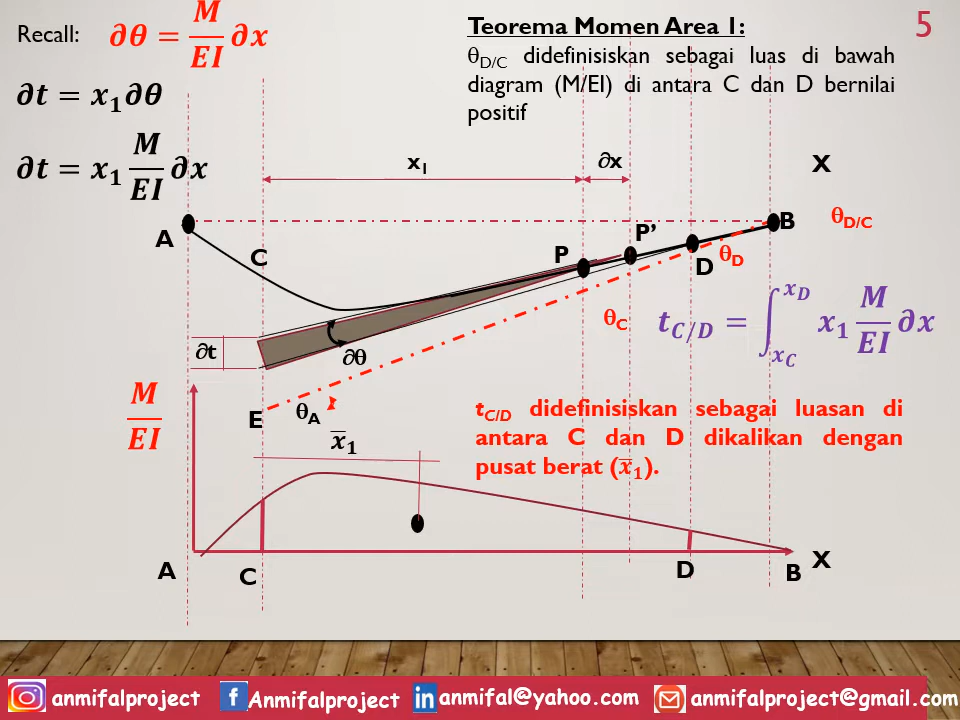 5
Recall: ∂θ = M/EI ∂x
∂t = x₁∂θ
∂t = x₁ M/EI ∂x
Teorema Momen Area 1:
θD/C didefinisiskan sebagai luas di bawah
diagram (M/EI) di antara C dan D bernilai
positif
x₁
∂x
X
A
C
P
P’
D
B
θD/C
θD
θC
tC/D = ∫xC xD x₁ M/EI ∂x
∂t
∂θ
E
θA
x̅₁
M/EI
tC/D didefinisiskan sebagai luasan di
antara C dan D dikalikan dengan
pusat berat (x̅₁).
A
C
D
B
X
anmifalproject
Anmifalproject
anmifal@yahoo.com
anmifalproject@gmail.com